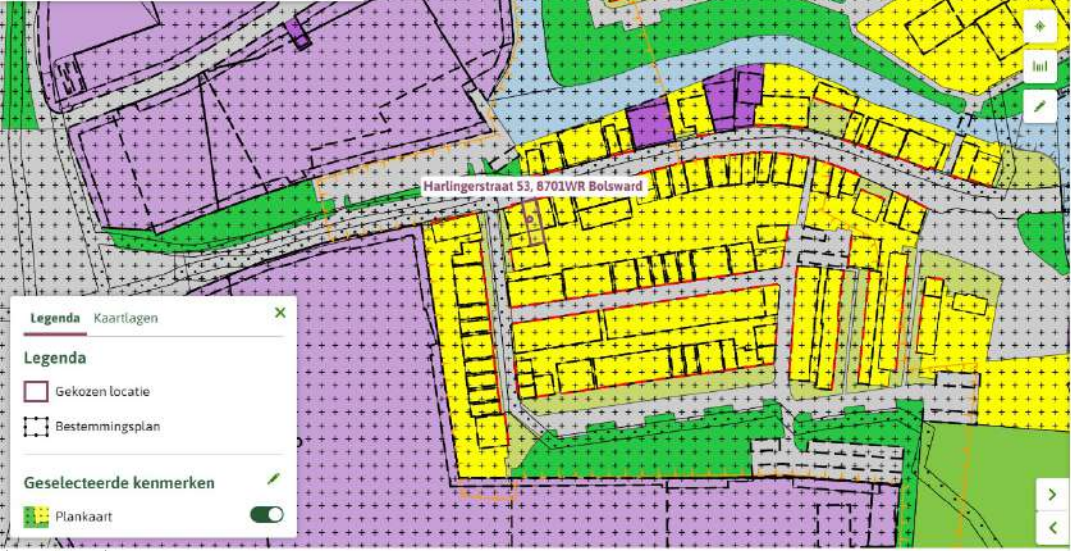 Harlingerstraat 53, 8701WR Bolsward
Legenda Kaartlagen
Legenda
Gekozen locatie
Bestemmingsplan
Geselecteerde kenmerken
Plankaart